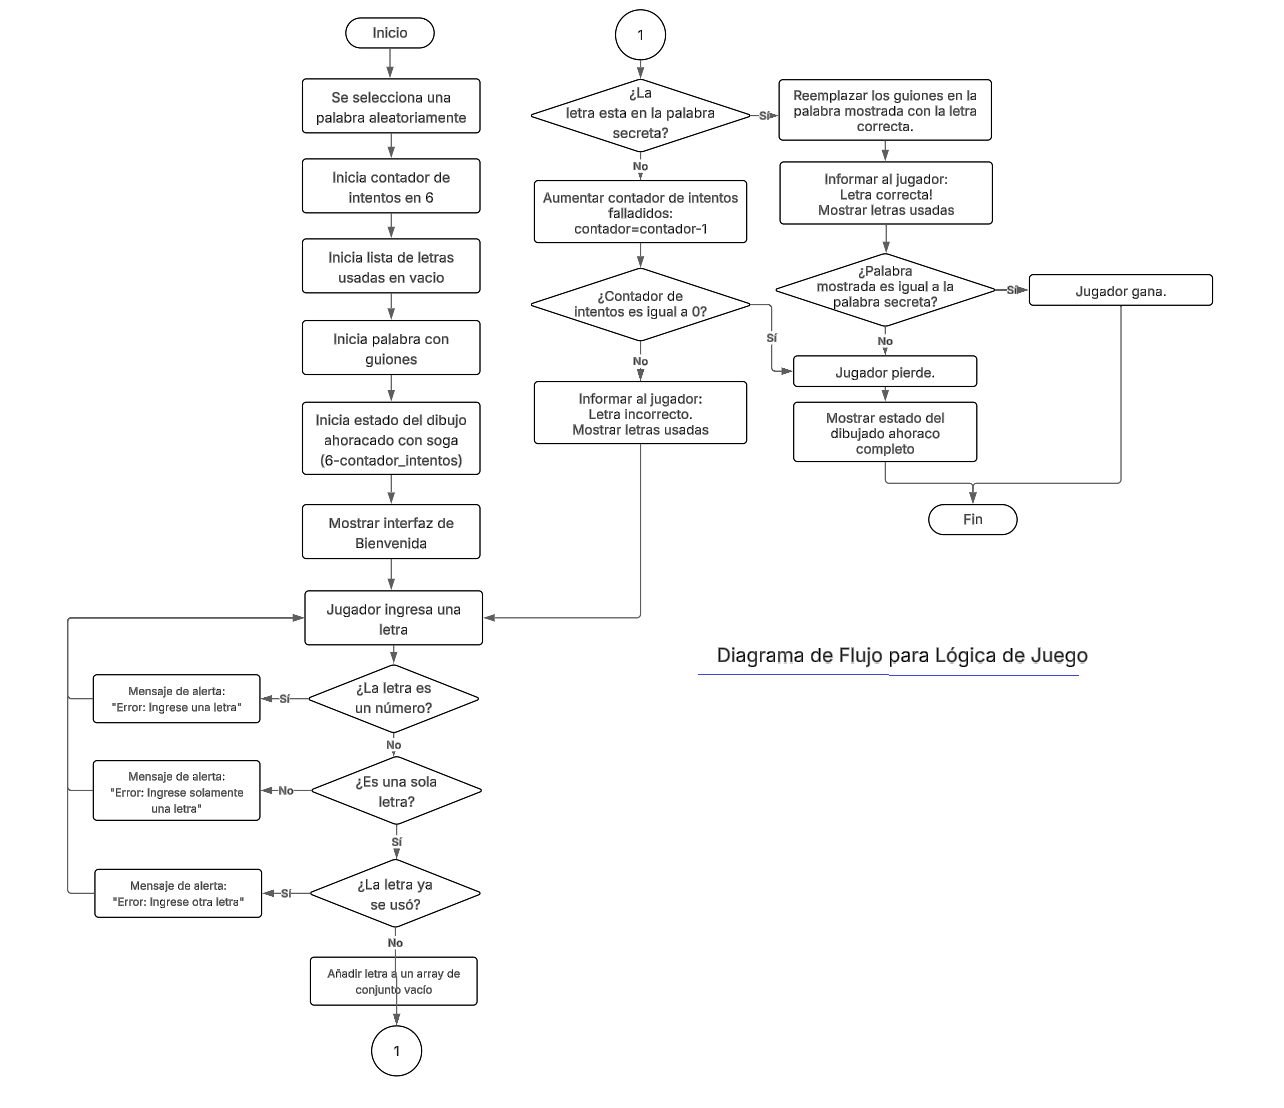 Inicio
Se selecciona una
palabra aleatoriamente
Inicia contador de
intentos en 6
Inicia lista de letras
usadas en vacio
Inicia palabra con
guiones
Inicia estado del dibujo
ahoracado con soga
(6-contador_intentos)
Mostrar interfaz de
Bienvenida
Jugador ingresa una
letra
¿La letra es
un número?
Sí
Mensaje de alerta:
"Error: Ingrese una letra"
No
¿Es una sola
letra?
No
Mensaje de alerta:
"Error: Ingrese solamente
una letra"
Sí
¿La letra ya
se usó?
Sí
Mensaje de alerta:
"Error: Ingrese otra letra"
No
Añadir letra a un array de
conjunto vacío
1
1
¿La
letra esta en la palabra
secreta?
Sí
No
Aumentar contador de intentos
falladidos:
contador=contador-1
¿Contador de
intentos es igual a 0?
Sí
No
Informar al jugador:
Letra incorrecto.
Mostrar letras usadas
Reemplazar los guiones en la
palabra mostrada con la letra
correcta.
Informar al jugador:
Letra correcta!
Mostrar letras usadas
¿Palabra
mostrada es igual a la
palabra secreta?
Sí
Jugador gana.
No
Jugador pierde.
Mostrar estado del
dibujado ahoraco
completo
Fin
Diagrama de Flujo para Lógica de Juego